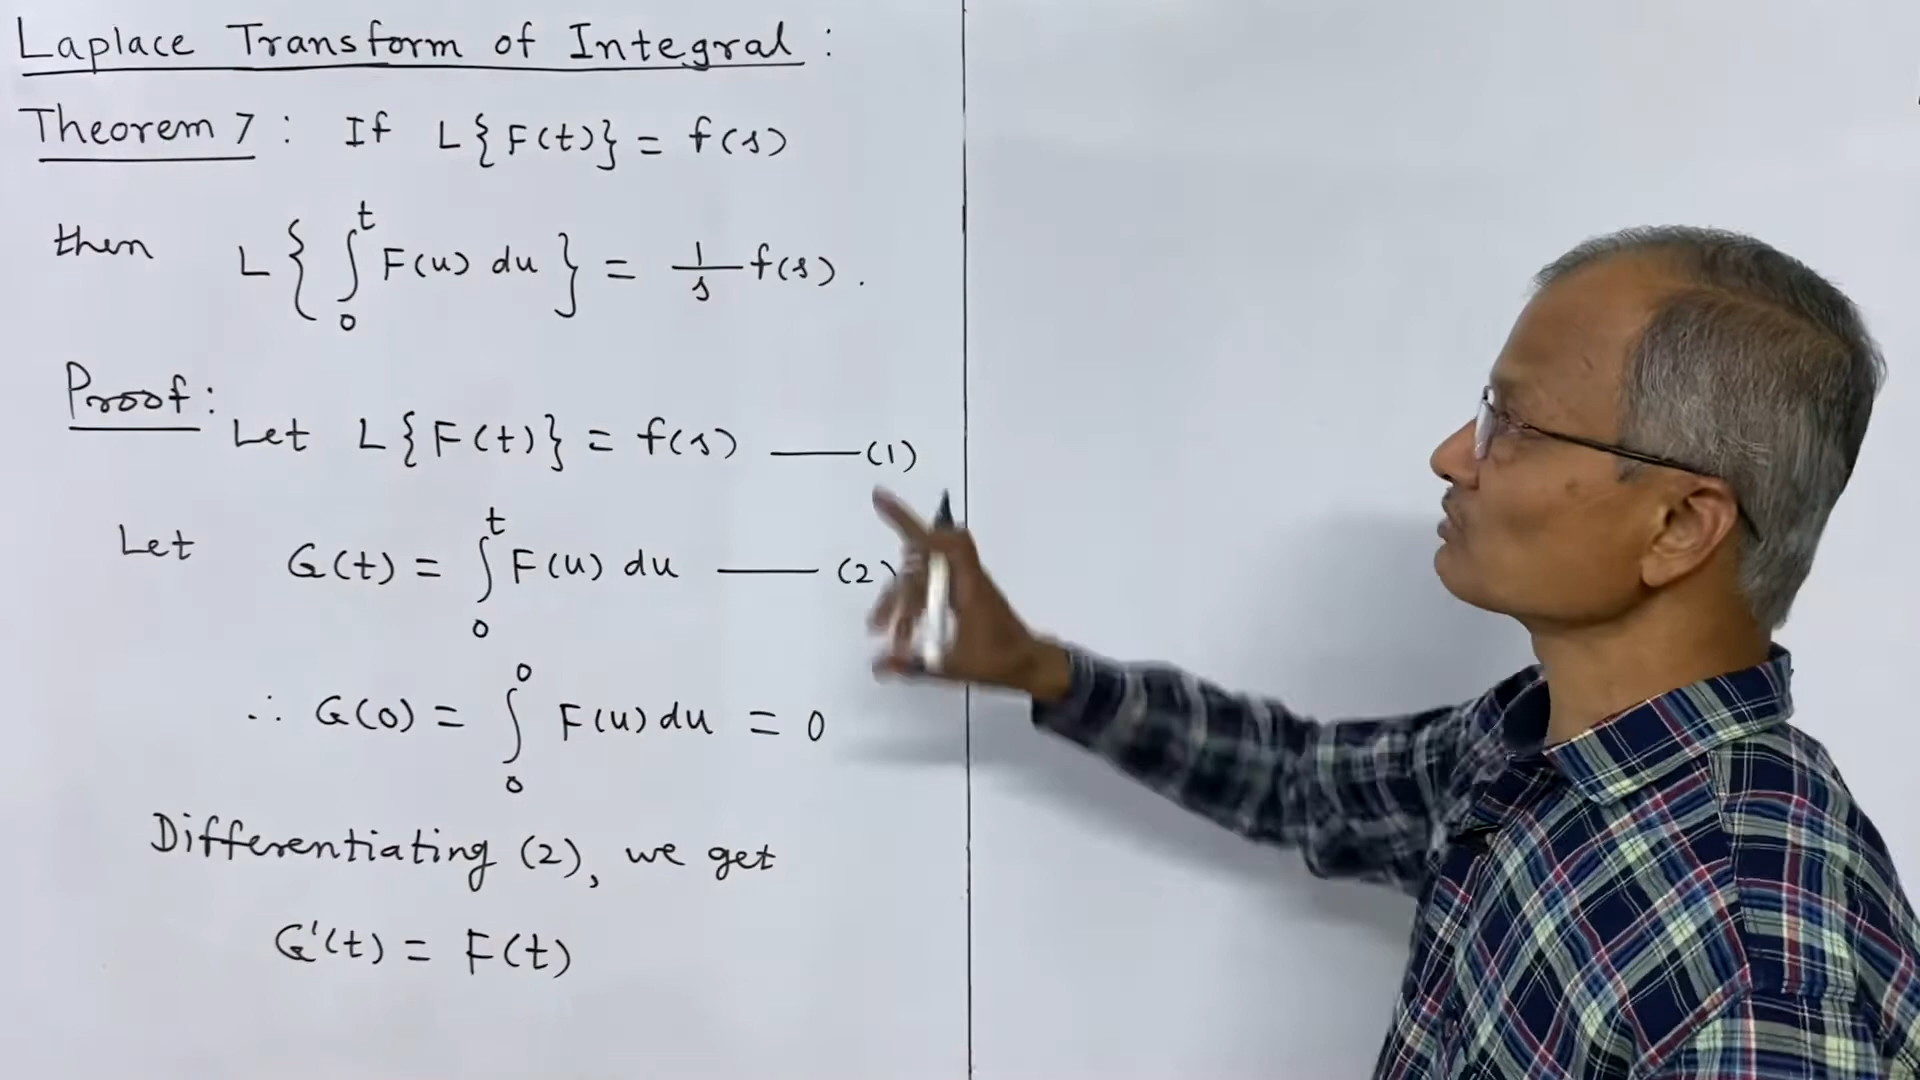 Laplace Transform of Integral :
Theorem 7 : If L{F(t)} = f(s)
then L{∫₀ᵗ F(u) du} = 1/s f(s).
Proof :
Let L{F(t)} = f(s) —— (1)
Let G(t) = ∫₀ᵗ F(u) du —— (2)
∴ G(0) = ∫₀⁰ F(u) du = 0
Differentiating (2), we get
G'(t) = F(t)